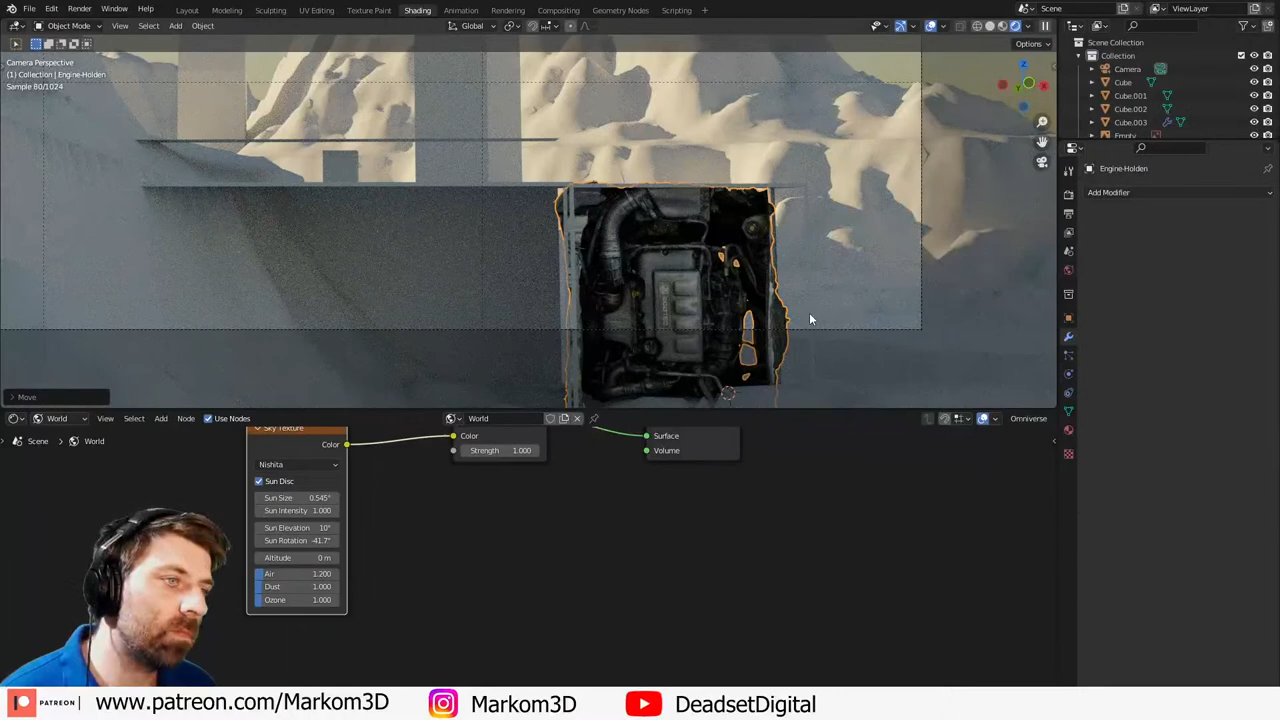 File Edit Render Window Help Layout Modeling Sculpting UV Editing Texture Paint Shading Animation Rendering Compositing Geometry Nodes Scripting + Scene ViewLayer
Object Mode View Select Add Object Global
Options
Scene Collection
Collection
Camera
Cube
Cube.001
Cube.002
Cube.003
Empty
Camera Perspective
(1) Collection | Engine-Holden
Sample 80/1024
Engine-Holden
Add Modifier
Move
World View Select Add Node Use Nodes World Omniverse
Scene > World
Sky Texture
Color
Nishita
Sun Disc
Sun Size 0.545°
Sun Intensity 1.000
Sun Elevation 10°
Sun Rotation -41.7°
Altitude 0 m
Air 1.200
Dust 1.000
Ozone 1.000
Color
Strength 1.000
Surface
Volume
PATREON www.patreon.com/Markom3D Markom3D DeadsetDigital